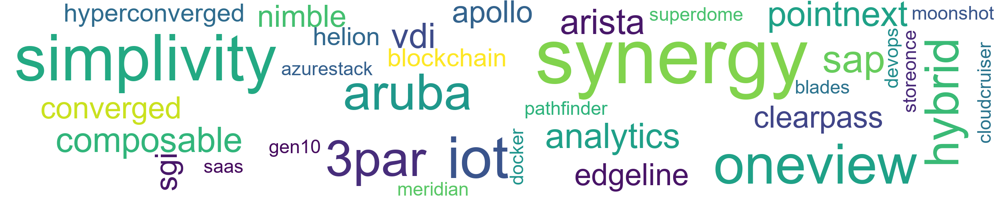 hyperconverged
nimble
apollo
arista
superdome
pointnext
moonshot
helion
vdi
simplivity
synergy
devops
storeonce
hybrid
cloudcruiser
azurestack
blockchain
sap
aruba
blades
converged
pathfinder
clearpass
composable
analytics
gen10
3par
iot
docker
oneview
sgi
saas
edgeline
meridian